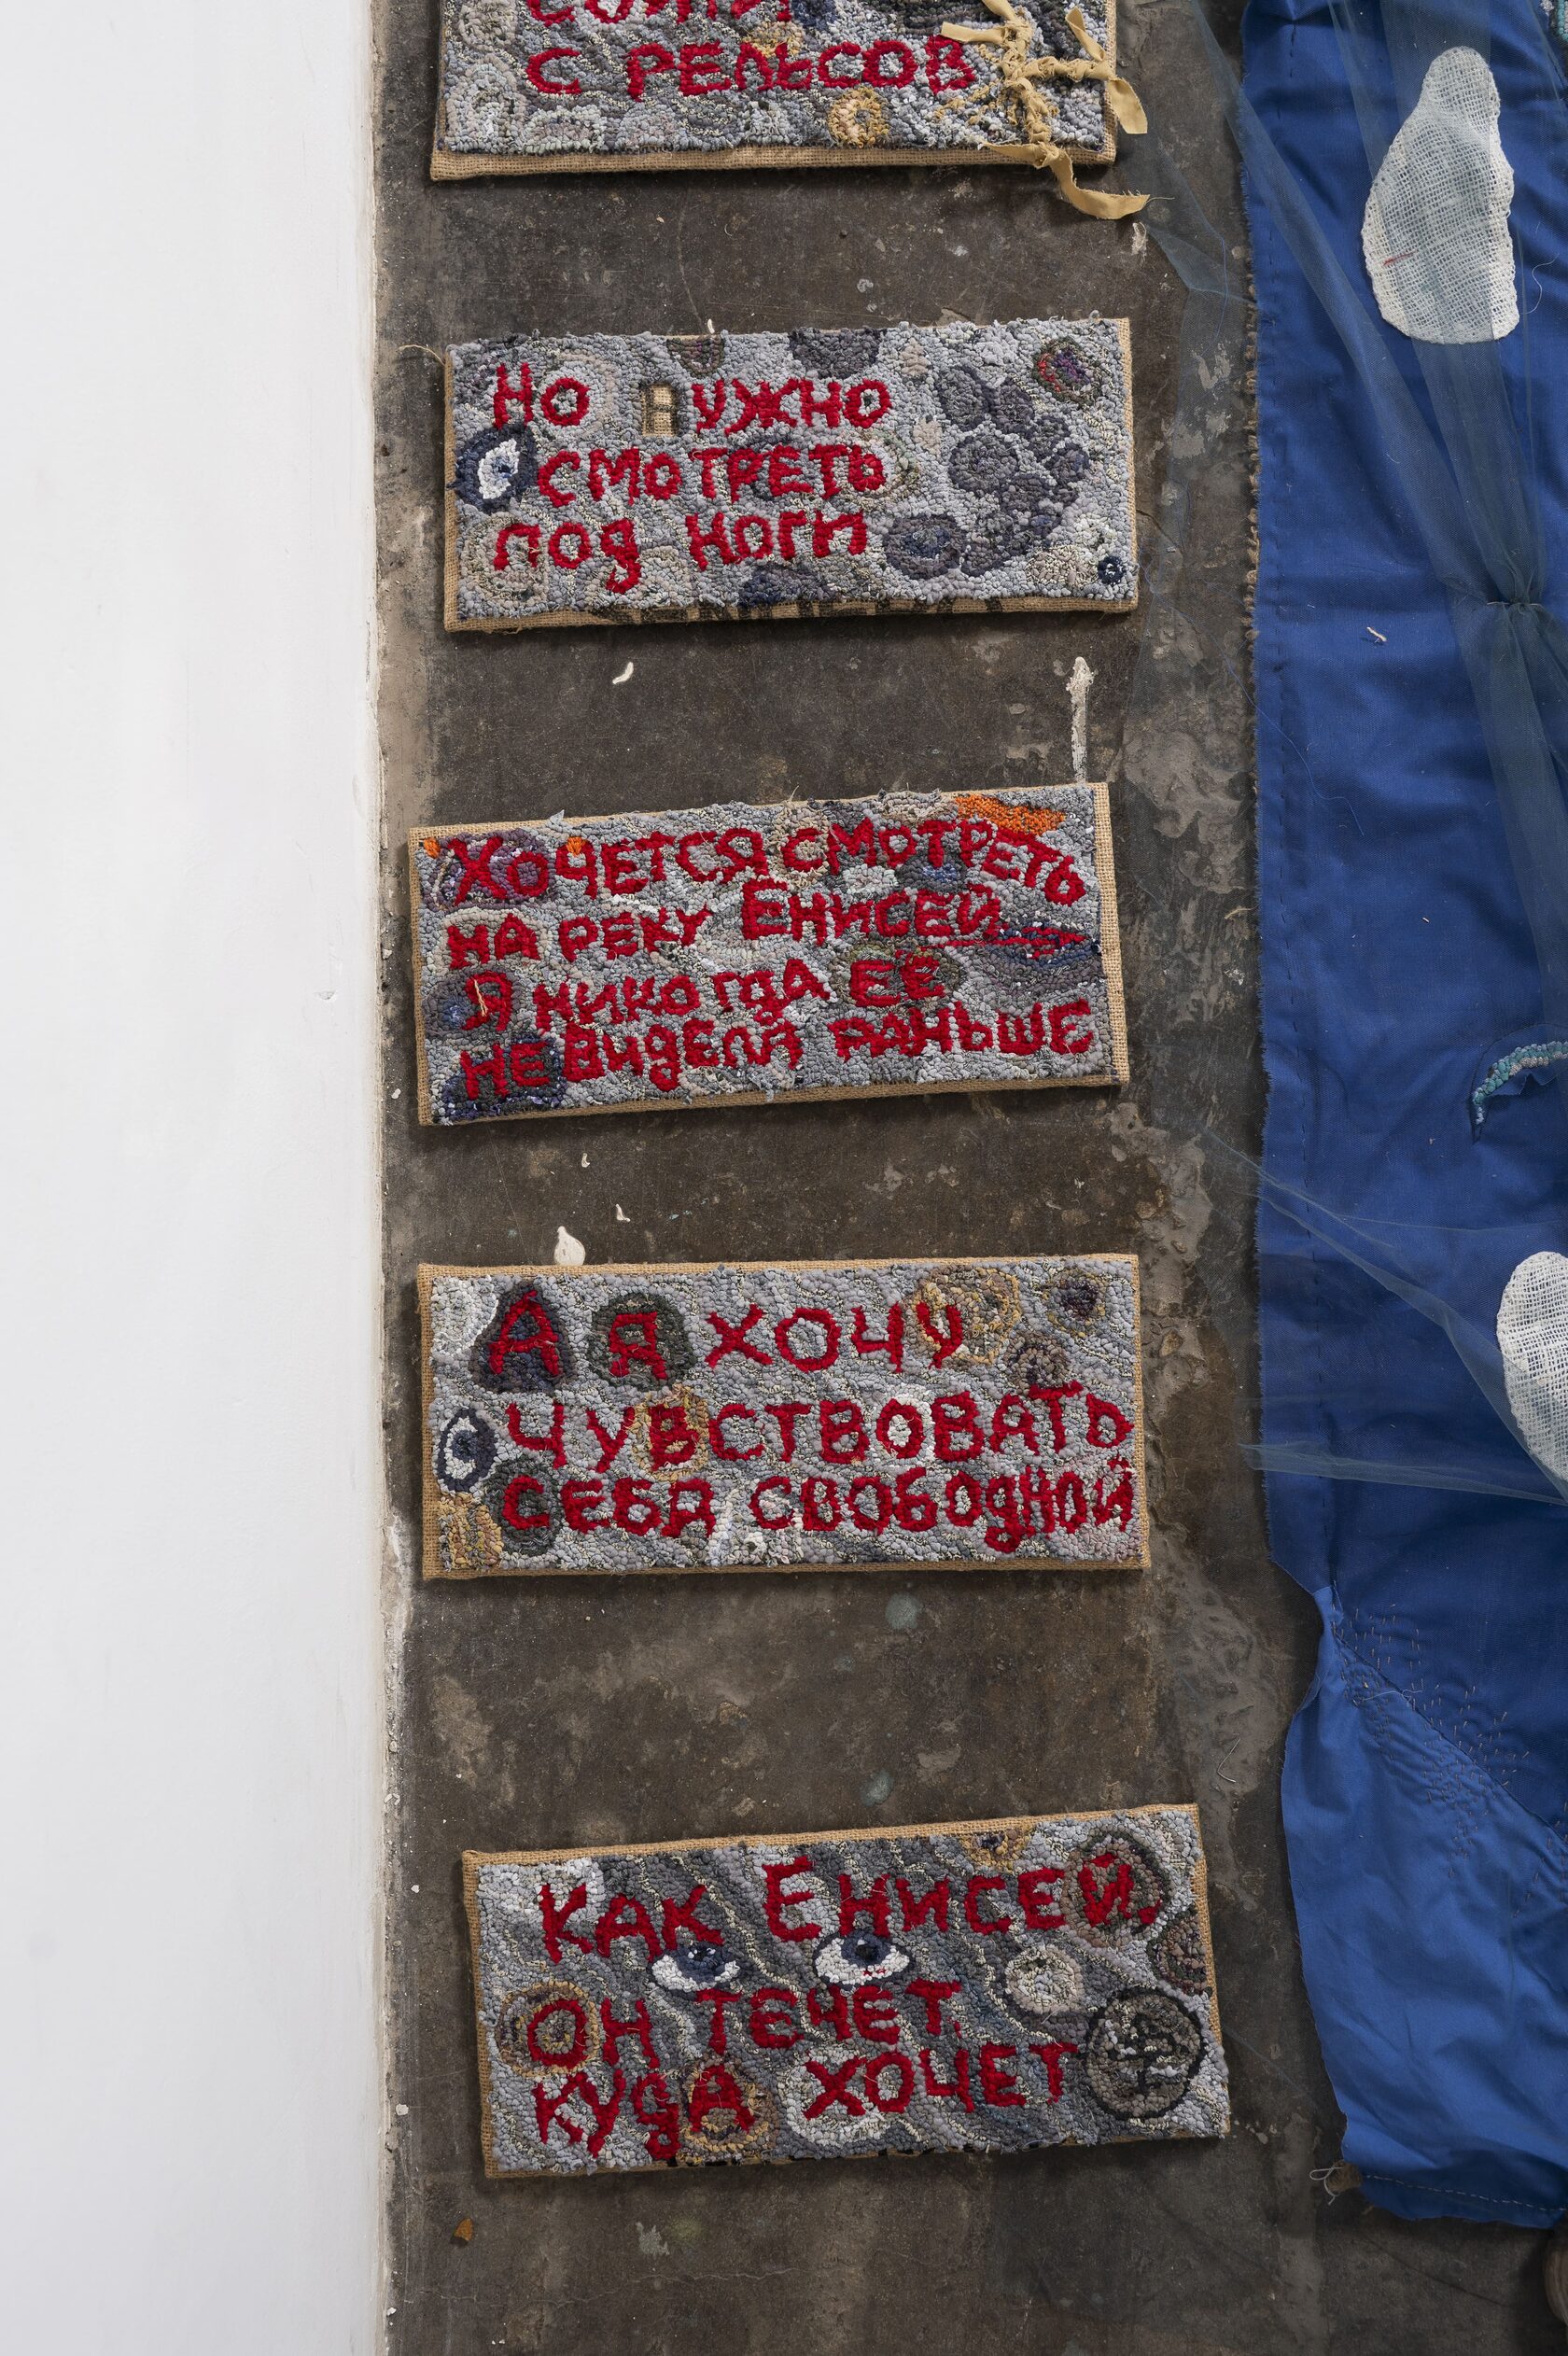 С РЕЛЬСОВ
НО НУЖНО
СМОТРЕТЬ
ПОД НОГИ
ХОЧЕТСЯ СМОТРЕТЬ
НА РЕКУ ЕНИСЕЙ
Я НИКОГДА ЕЁ
НЕ ВИДЕЛА РАНЬШЕ
А Я ХОЧУ
ЧУВСТВОВАТЬ
СЕБЯ СВОБОДНОЙ
КАК ЕНИСЕЙ.
ОН ТЕЧЕТ,
КУДА ХОЧЕТ